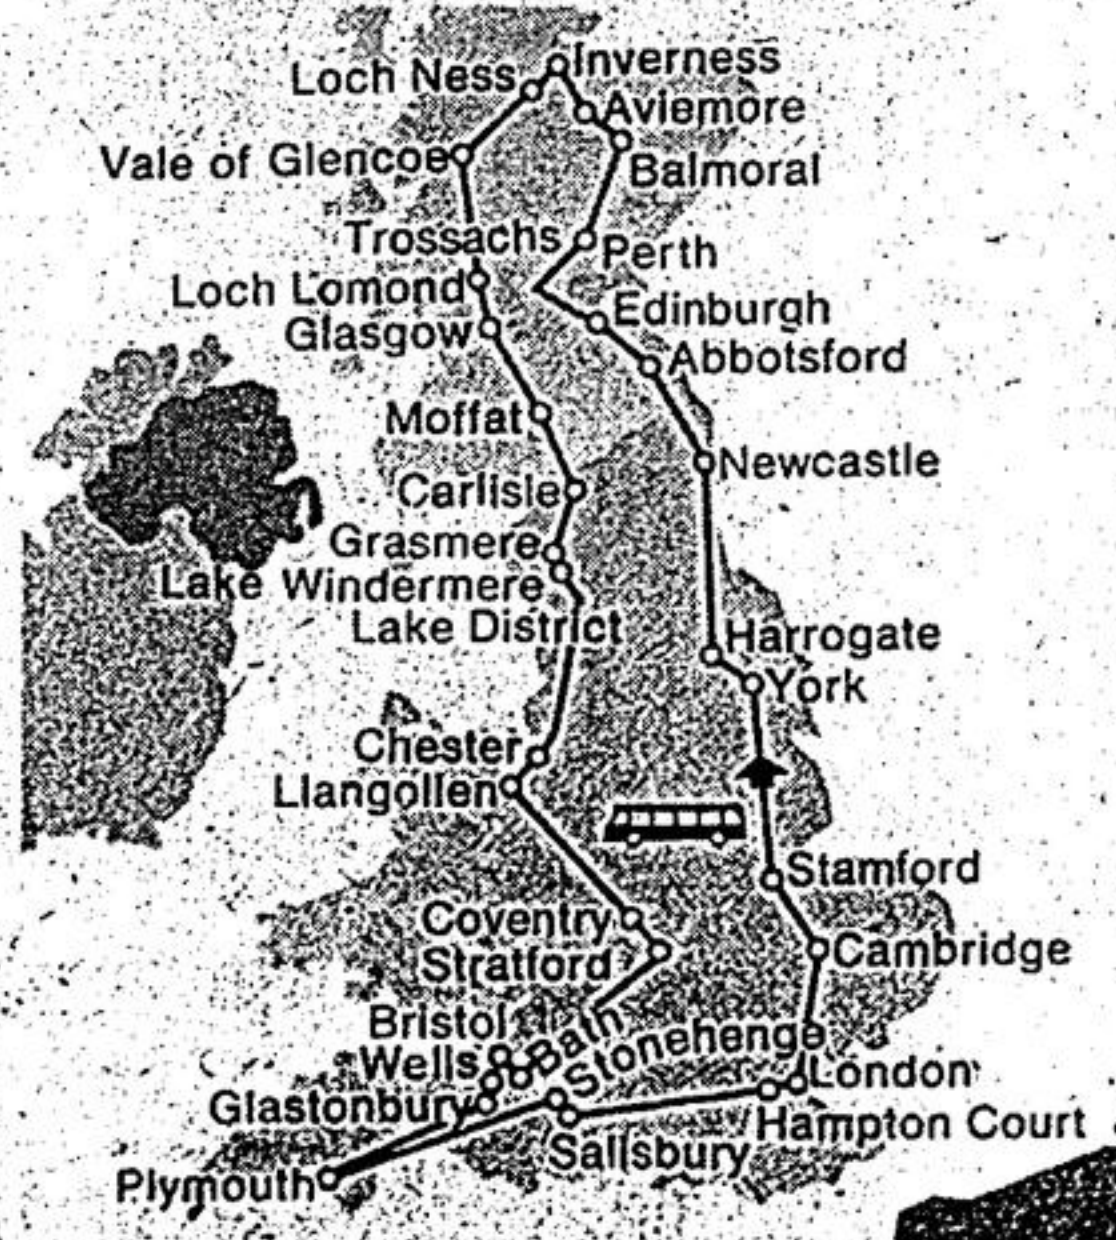 Inverness
Loch Ness
Aviemore
Vale of Glencoe
Balmoral
Trossachs
Perth
Loch Lomond
Edinburgh
Glasgow
Abbotsford
Moffat
Newcastle
Carlisle
Grasmere
Lake Windermere
Lake District
Harrogate
York
Chester
Llangollen
Stamford
Coventry
Cambridge
Stratford
Bristol
Bath
Stonehenge
Wells
London
Glastonbury
Hampton Court
Salisbury
Plymouth